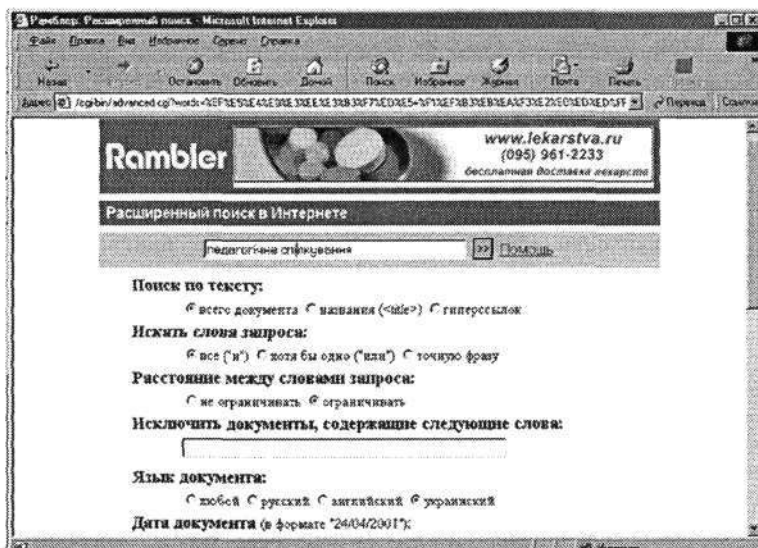 Рамблер: Расширенный поиск - Microsoft Internet Explorer
Файл Правка Вид Избранное Сервис Справка
Назад Остановить Обновить Домой Поиск Избранное Журнал Почта Печать
Адрес Переход Ссылки
Rambler
www.lekarstva.ru
(095) 961-2233
бесплатная доставка лекарств
Расширенный поиск в Интернете
педагогічне спілкування >> Помощь
Поиск по тексту:
всего документа названия (<title>) гиперссылок
Искать слова запроса:
все ("и") хотя бы одно ("или") точную фразу
Расстояние между словами запроса:
не ограничивать ограничивать
Исключить документы, содержащие следующие слова:
Язык документа:
любой русский английский украинский
Дата документа (в формате "24/04/2001"):